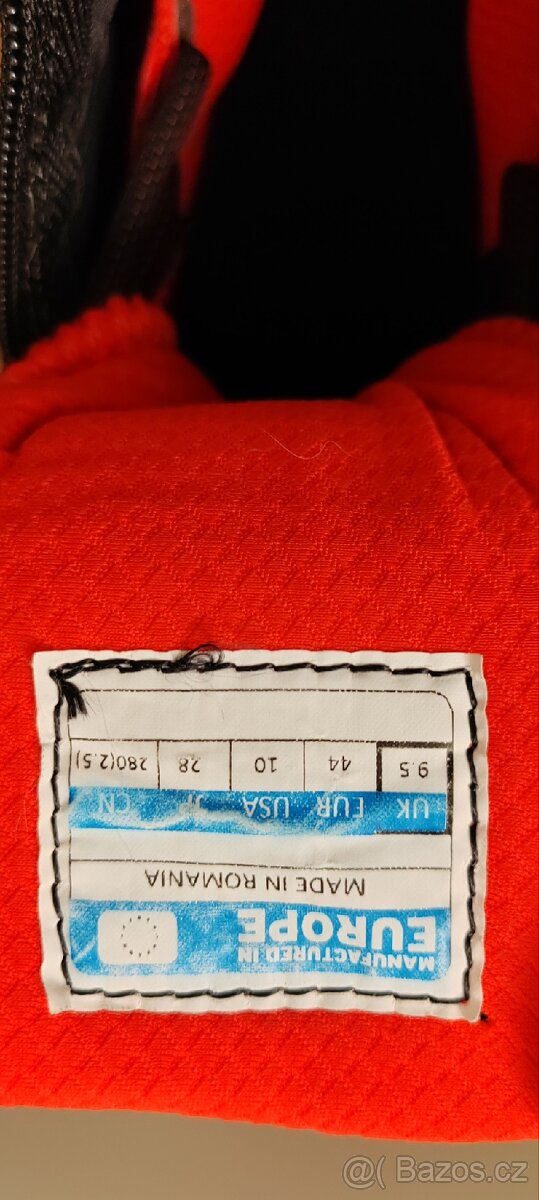 MANUFACTURED IN
EUROPE
MADE IN ROMANIA
UK EUR USA JP CN
9.5 44 10 28 280(2.5)
@( Bazos.cz